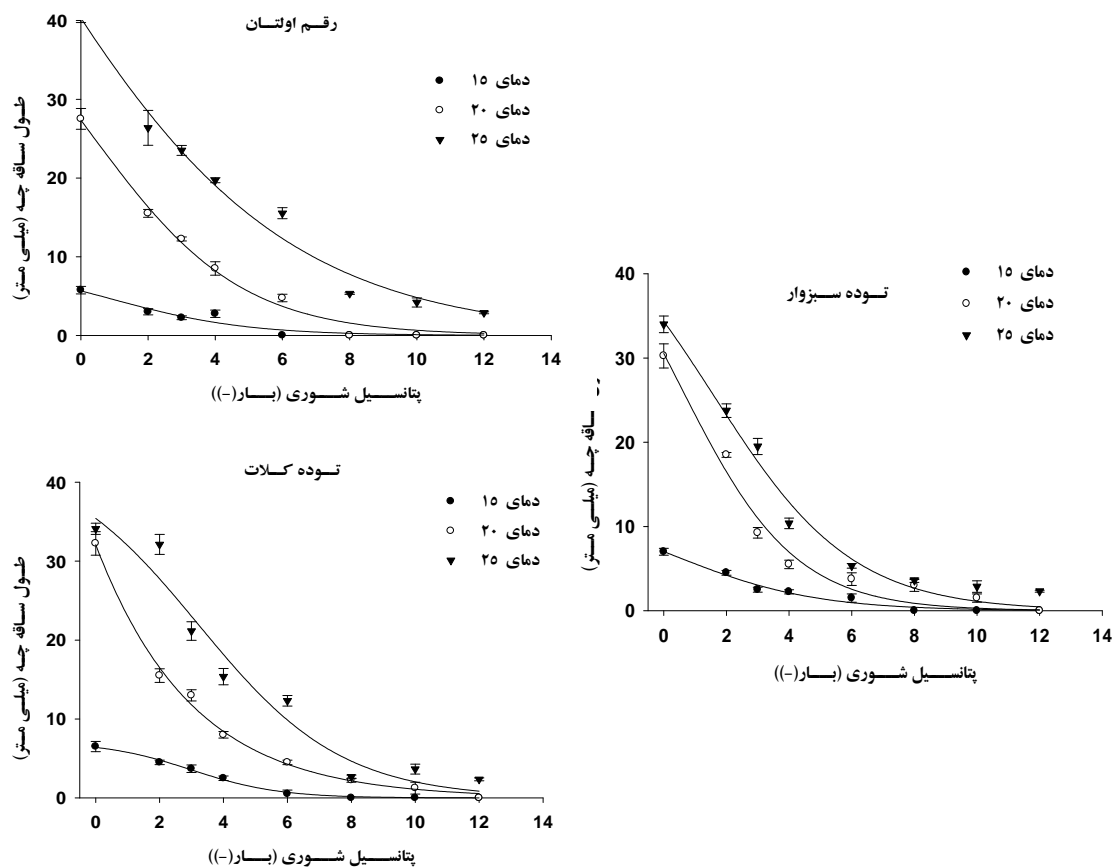 رقم اولتان
دمای ۱۵
دمای ۲۰
دمای ۲۵
طول ساقه چه (میلی متر)
40
30
20
10
0
0 2 4 6 8 10 12 14
پتانسیل شوری (بار(-))
توده سبزوار
دمای ۱۵
دمای ۲۰
دمای ۲۵
ساقه چه (میلی متر)
40
30
20
10
0
0 2 4 6 8 10 12 14
پتانسیل شوری (بار(-))
توده کلات
دمای ۱۵
دمای ۲۰
دمای ۲۵
طول ساقه چه (میلی متر)
40
30
20
10
0
0 2 4 6 8 10 12 14
پتانسیل شوری (بار(-))